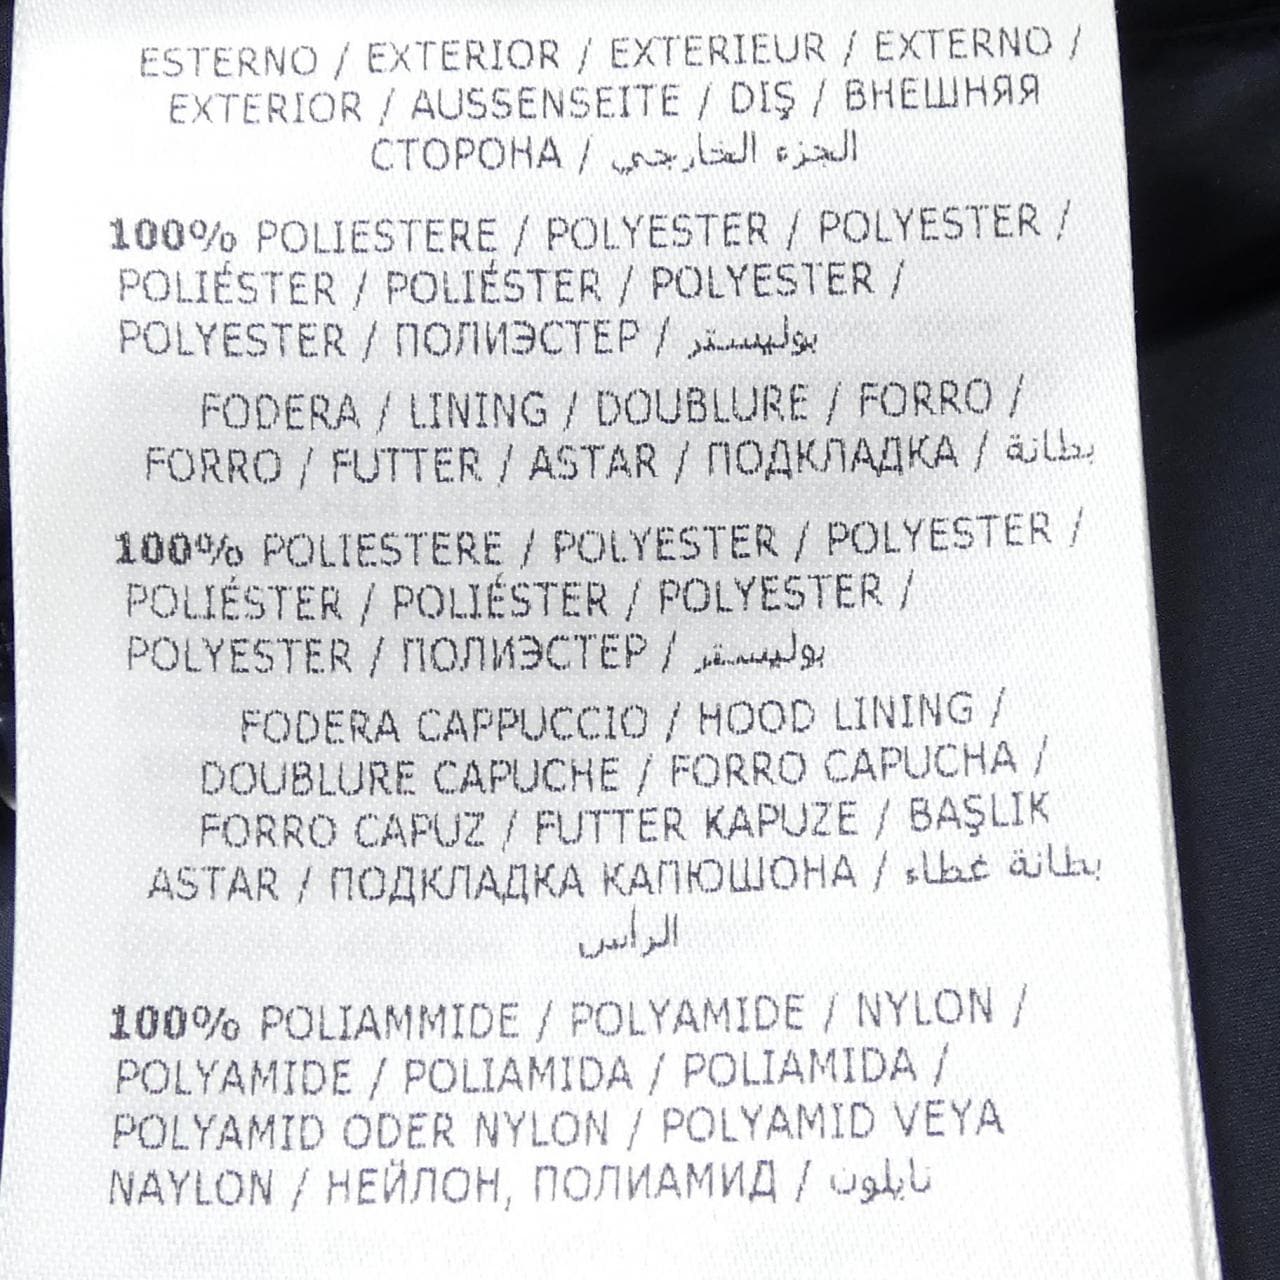 ESTERNO / EXTERIOR / EXTERIEUR / EXTERNO /
EXTERIOR / AUSSENSEITE / DIŞ / ВНЕШНЯЯ
СТОРОНА / الجزء الخارجي
100% POLIESTERE / POLYESTER / POLYESTER /
POLIÉSTER / POLIÉSTER / POLYESTER /
POLYESTER / ПОЛИЭСТЕР / بوليستر
FODERA / LINING / DOUBLURE / FORRO /
FORRO / FUTTER / ASTAR / ПОДКЛАДКА / بطانة
100% POLIESTERE / POLYESTER / POLYESTER /
POLIÉSTER / POLIÉSTER / POLYESTER /
POLYESTER / ПОЛИЭСТЕР / بوليستر
FODERA CAPPUCCIO / HOOD LINING /
DOUBLURE CAPUCHE / FORRO CAPUCHA /
FORRO CAPUZ / FUTTER KAPUZE / BAŞLIK
ASTAR / ПОДКЛАДКА КАПЮШОНА / بطانة غطاء
الرأس
100% POLIAMMIDE / POLYAMIDE / NYLON /
POLYAMIDE / POLIAMIDA / POLIAMIDA /
POLYAMID ODER NYLON / POLYAMID VEYA
NAYLON / НЕЙЛОН, ПОЛИАМИД / نايلون